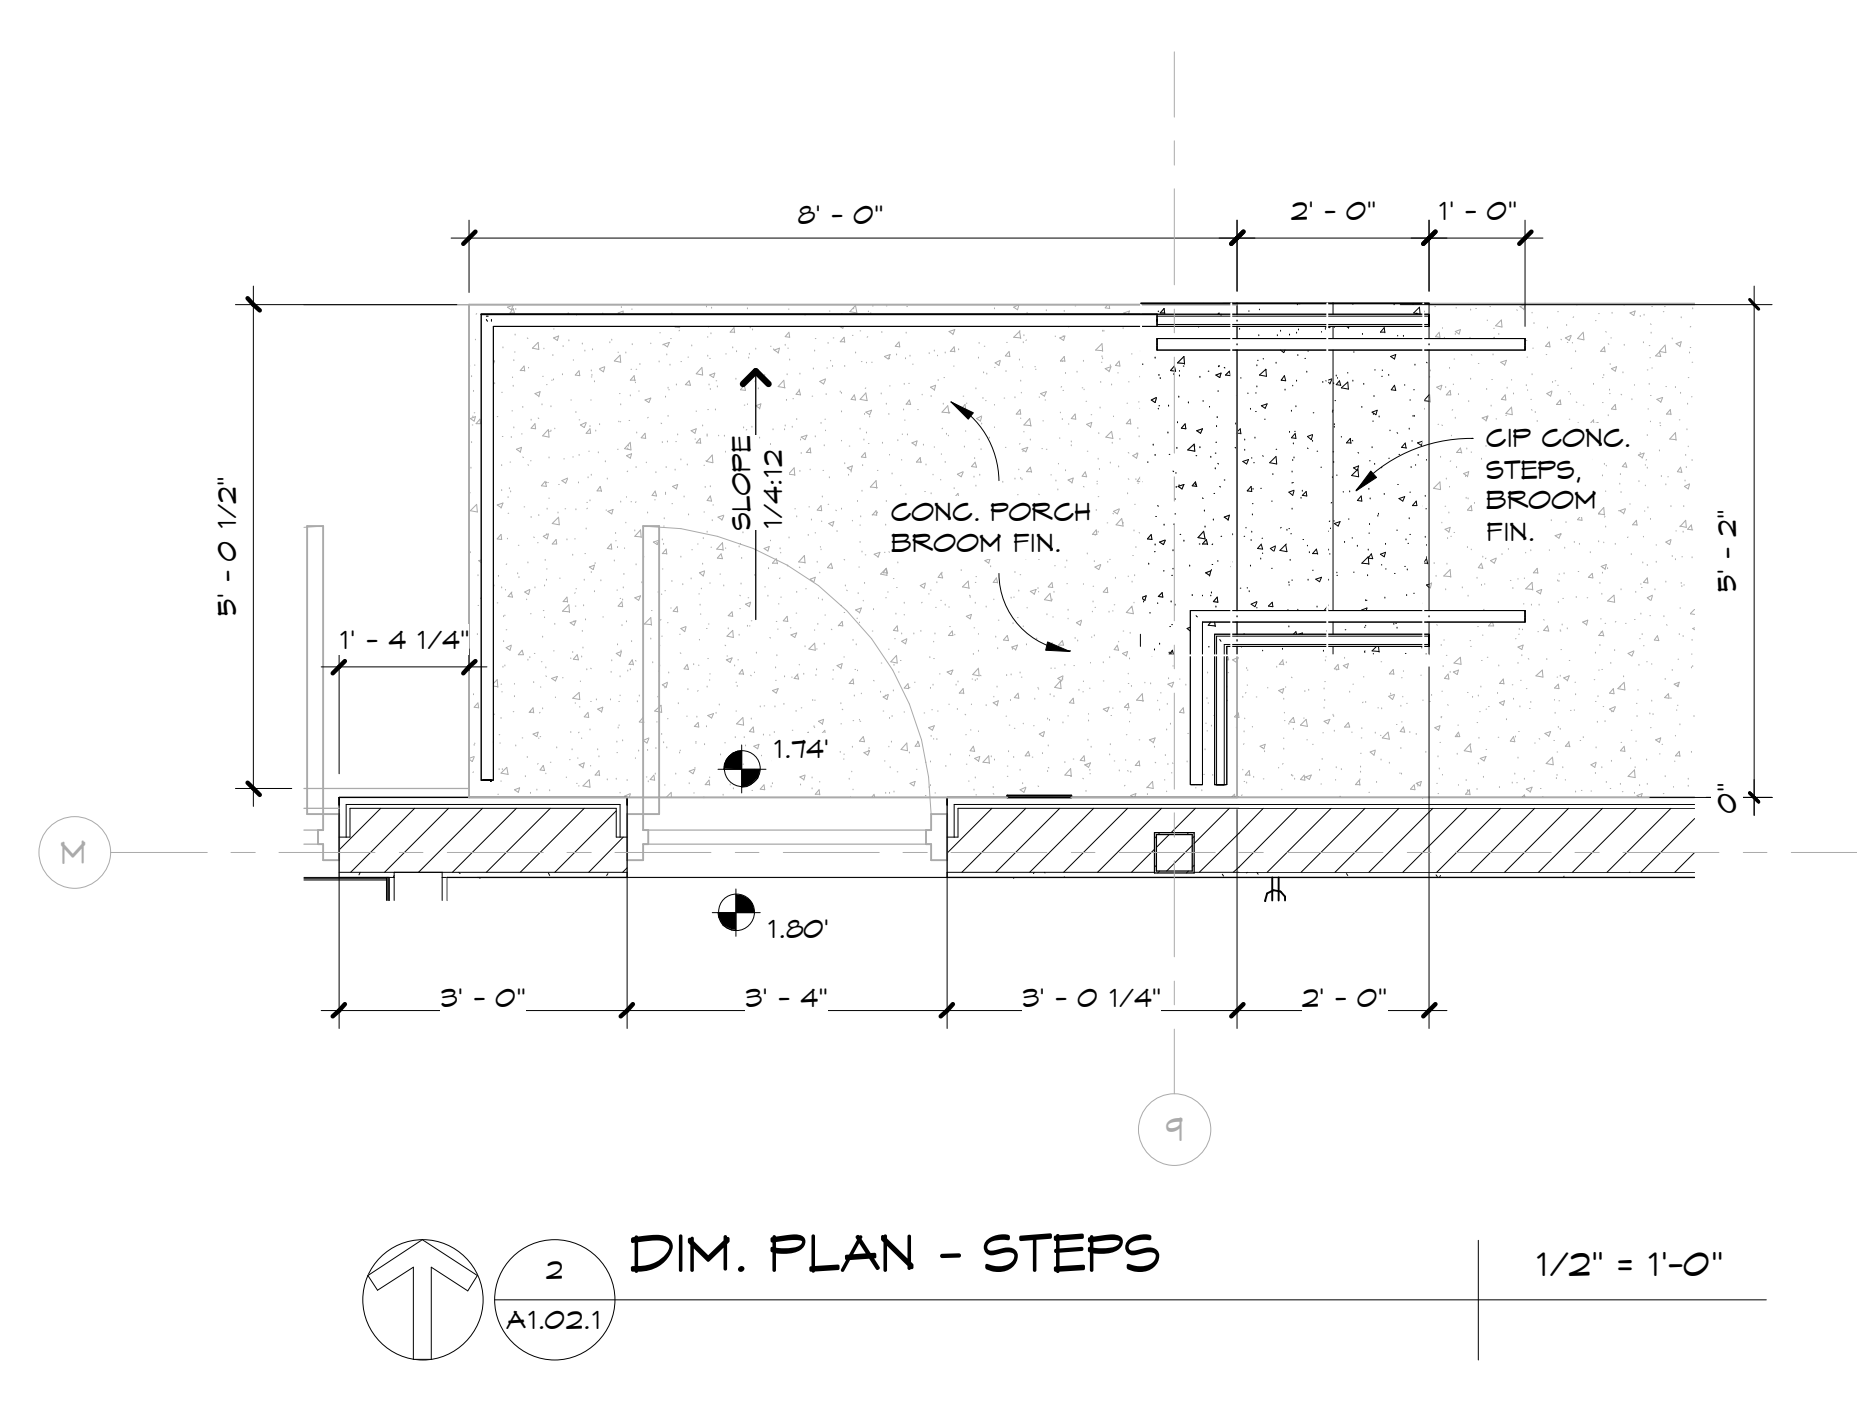 8' - 0"
2' - 0"
1' - 0"
5' - 0 1/2"
1' - 4 1/4"
SLOPE
1/4:12
CONC. PORCH
BROOM FIN.
CIP CONC.
STEPS,
BROOM
FIN.
5' - 2"
0"
1.74'
M
1.80'
3' - 0"
3' - 4"
3' - 0 1/4"
2' - 0"
9
2
A1.02.1
DIM. PLAN - STEPS
1/2" = 1'-0"